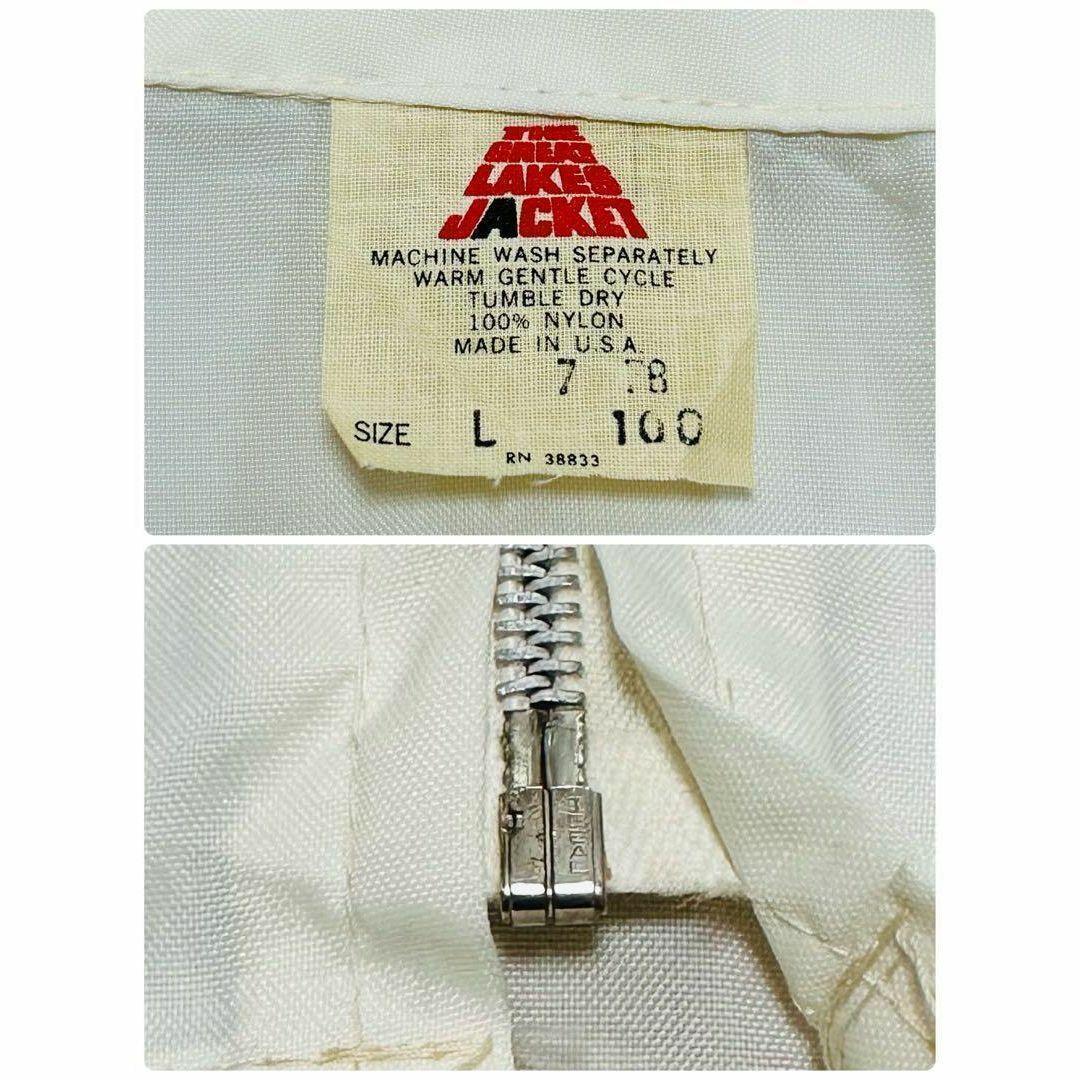 THE
GREAT
LAKES
JACKET
MACHINE WASH SEPARATELY
WARM GENTLE CYCLE
TUMBLE DRY
100% NYLON
MADE IN U.S.A.
7 78
SIZE L 100
RN 38833